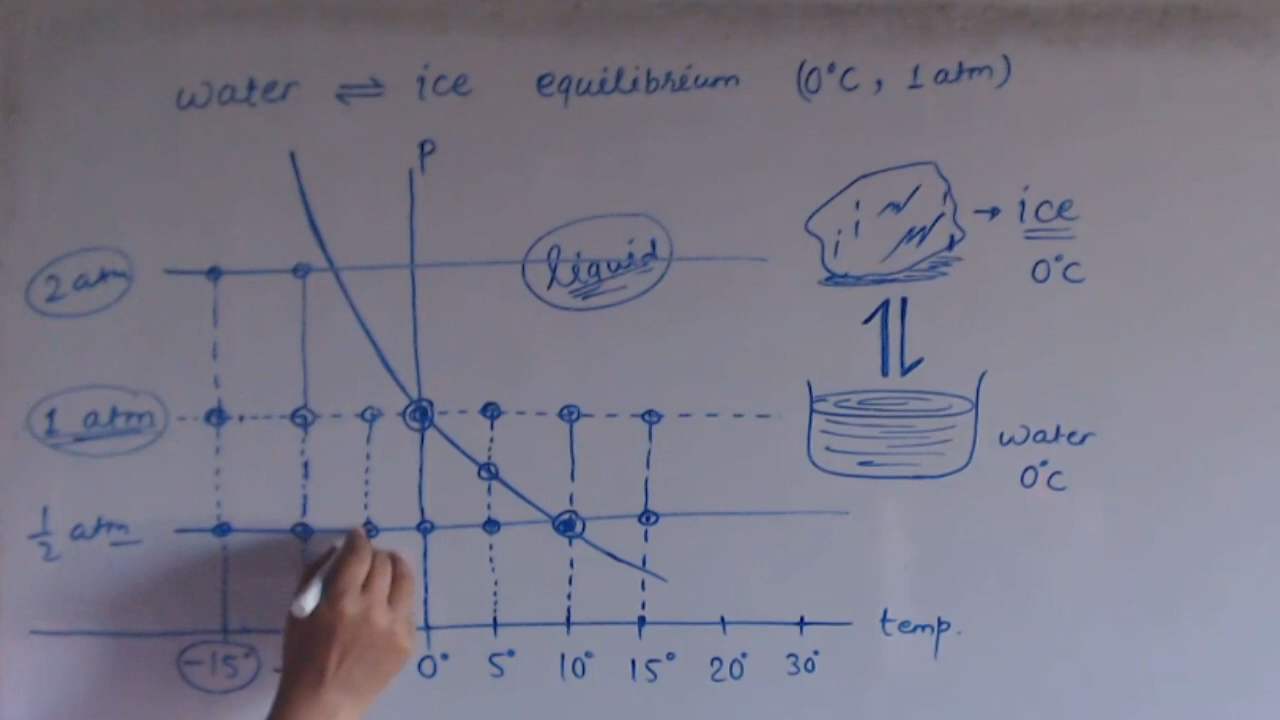 water ⇌ ice equilibrium (0°C, 1 atm)
P
liquid
2 atm
→ ice
0°C
1 atm
water
0°C
1/2 atm
temp.
-15° 0° 5° 10° 15° 20° 30°